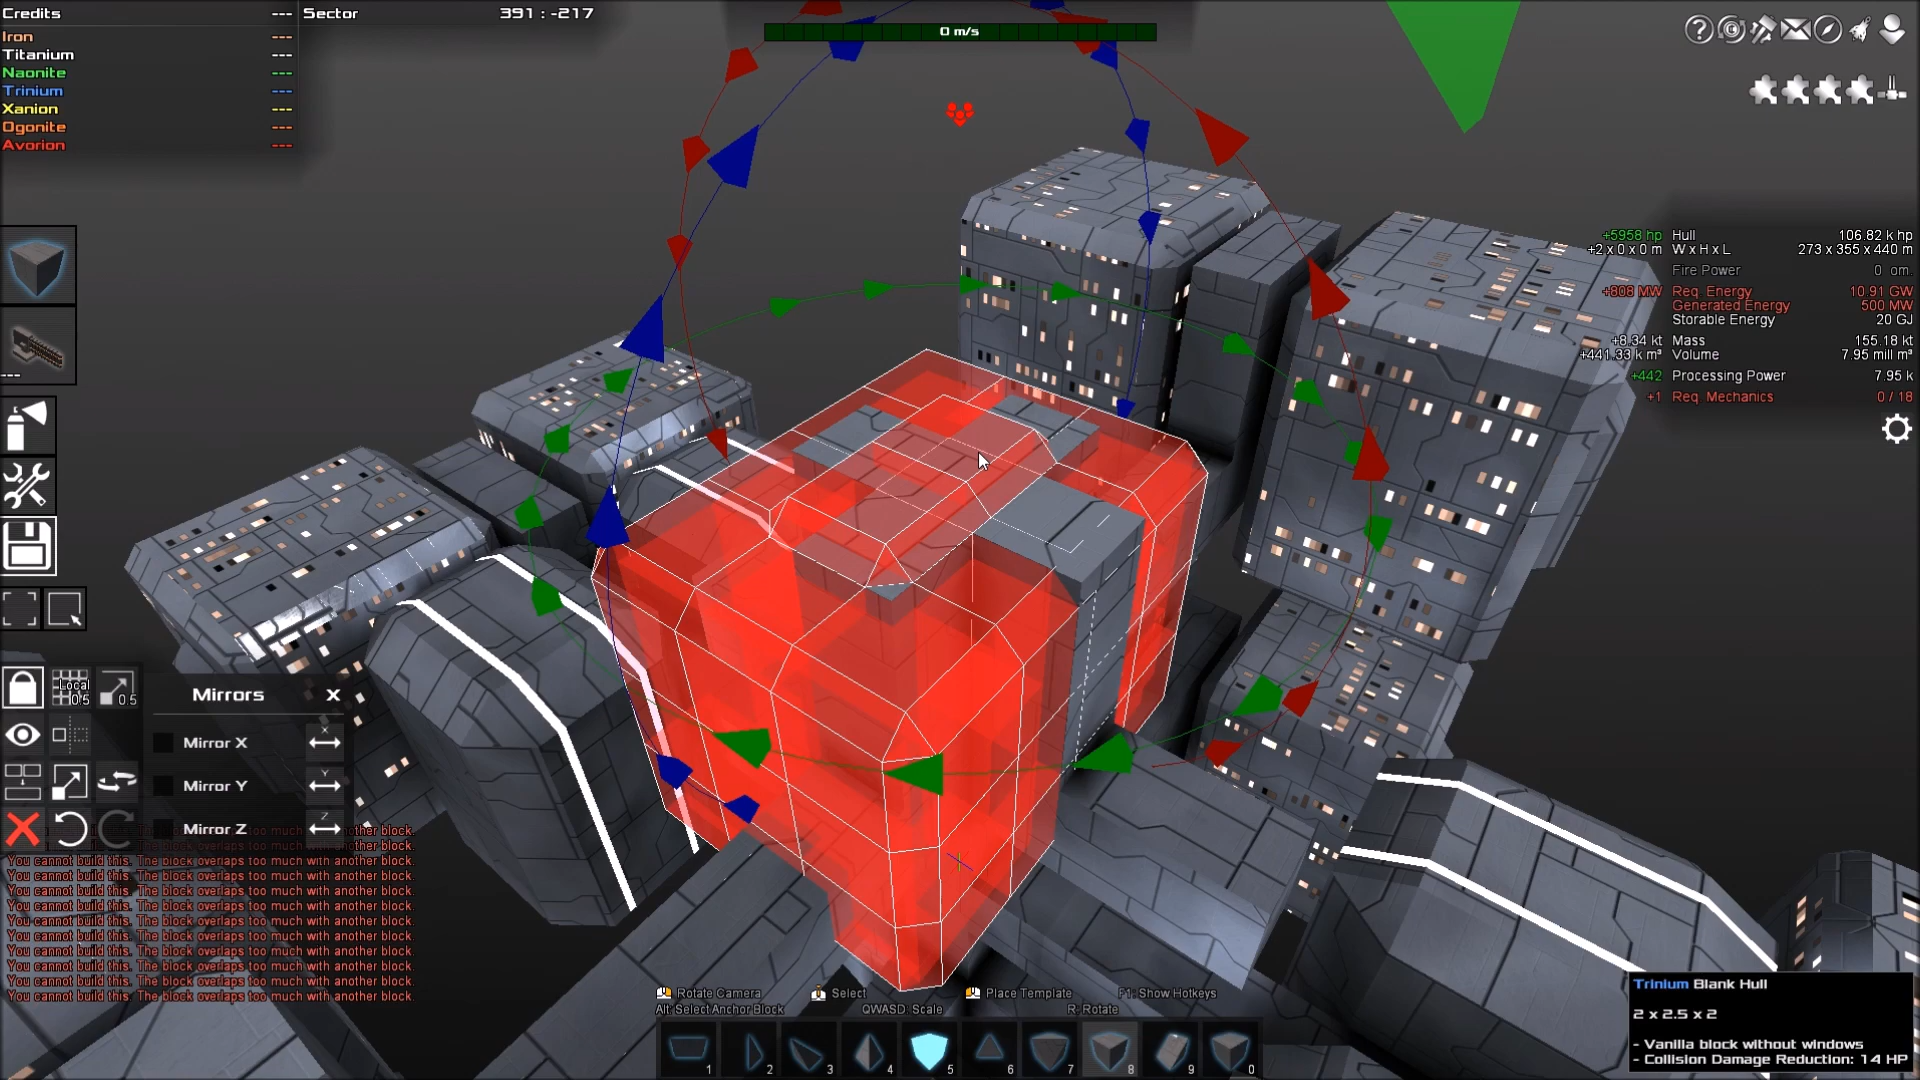 Credits ---
Iron ---
Titanium ---
Naonite ---
Trinium ---
Xanion ---
Ogonite ---
Avorion ---
Sector 391 : -217
0 m/s
+5958 hp Hull 106.82 k hp
+2 x 0 x 0 m W x H x L 273 x 355 x 440 m
Fire Power 0 om.
+808 MW Req. Energy 10.91 GW
Generated Energy 500 MW
Storable Energy 20 GJ
+8.34 kt Mass 155.18 kt
+441.33 k m³ Volume 7.95 mill m³
+442 Processing Power 7.95 k
+1 Req. Mechanics 0 / 18
---
Local
0.5
0.5
Mirrors X
Mirror X X
Mirror Y Y
Mirror Z Z
You cannot build this. The block overlaps too much with another block.
You cannot build this. The block overlaps too much with another block.
You cannot build this. The block overlaps too much with another block.
You cannot build this. The block overlaps too much with another block.
You cannot build this. The block overlaps too much with another block.
You cannot build this. The block overlaps too much with another block.
You cannot build this. The block overlaps too much with another block.
You cannot build this. The block overlaps too much with another block.
You cannot build this. The block overlaps too much with another block.
You cannot build this. The block overlaps too much with another block.
Rotate Camera Select Place Template F1: Show Hotkeys
Alt: Select Anchor Block QWASD: Scale R: Rotate
1 2 3 4 5 6 7 8 9 0
Trinium Blank Hull
2 x 2.5 x 2
- Vanilla block without windows
- Collision Damage Reduction: 14 HP